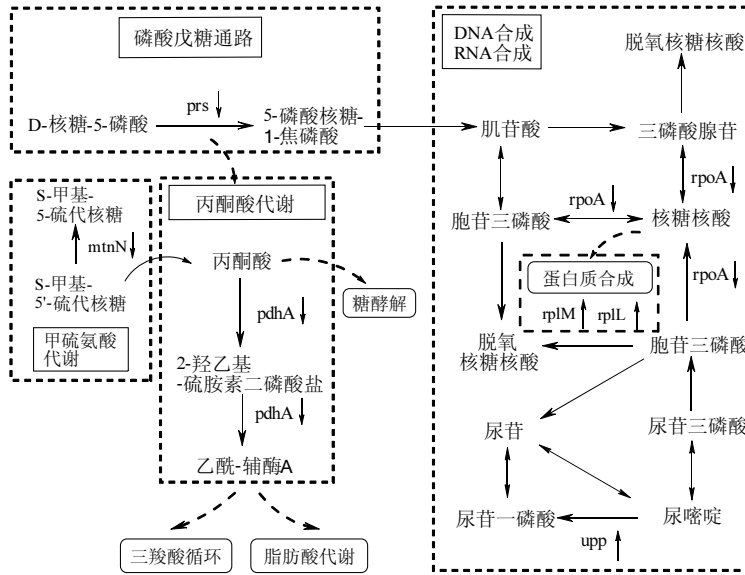 磷酸戊糖通路
prs
D-核糖-5-磷酸
5-磷酸核糖-
1-焦磷酸
S-甲基-
5-硫代核糖
mtnN
S-甲基-
5'-硫代核糖
甲硫氨酸
代谢
丙酮酸代谢
丙酮酸
糖酵解
pdhA
2-羟乙基
-硫胺素二磷酸盐
pdhA
乙酰-辅酶A
三羧酸循环
脂肪酸代谢
DNA合成
RNA合成
脱氧核糖核酸
肌苷酸
三磷酸腺苷
rpoA
rpoA
胞苷三磷酸
核糖核酸
蛋白质合成
rpoA
rplM
rplL
脱氧
核糖核酸
胞苷三磷酸
尿苷
尿苷三磷酸
尿苷一磷酸
尿嘧啶
upp